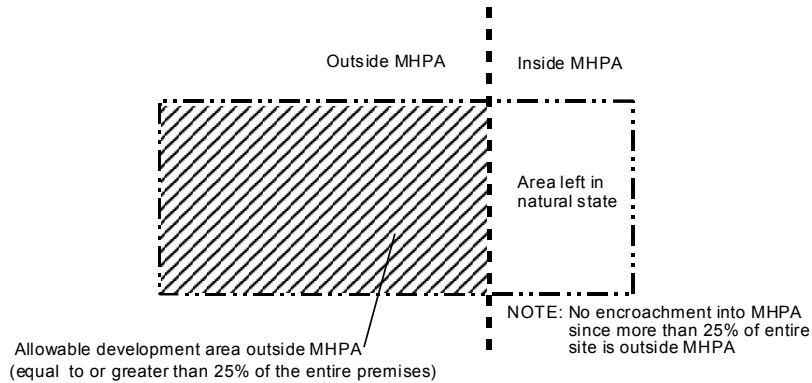 Outside MHPA
Inside MHPA
Area left in
natural state
NOTE: No encroachment into MHPA
since more than 25% of entire
site is outside MHPA
Allowable development area outside MHPA
(equal to or greater than 25% of the entire premises)